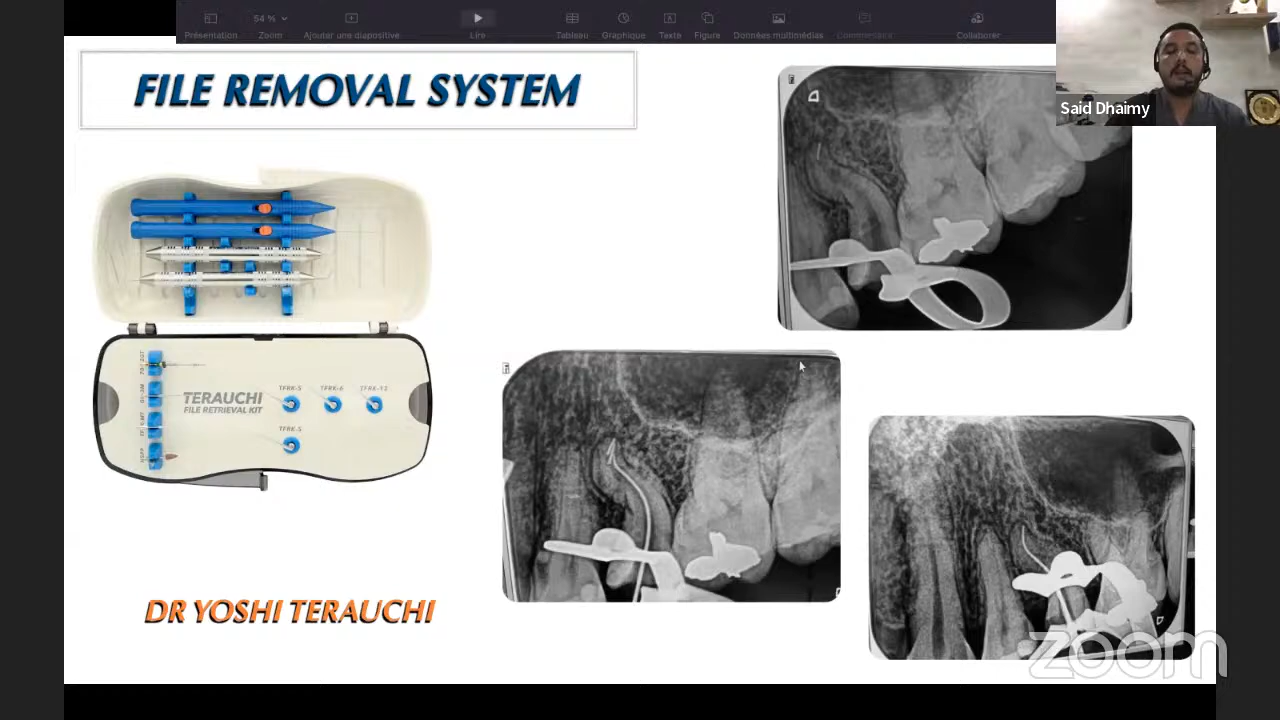 54 %
Présentation
Zoom
Ajouter une diapositive
Lire
Tableau
Graphique
Texte
Figure
Données multimédias
Commentaire
Collaborer
Said Dhaimy
FILE REMOVAL SYSTEM
TERAUCHI
FILE RETRIEVAL KIT
TFRK-S
TFRK-6
TFRK-12
TFRK-S
DR YOSHI TERAUCHI
zoom